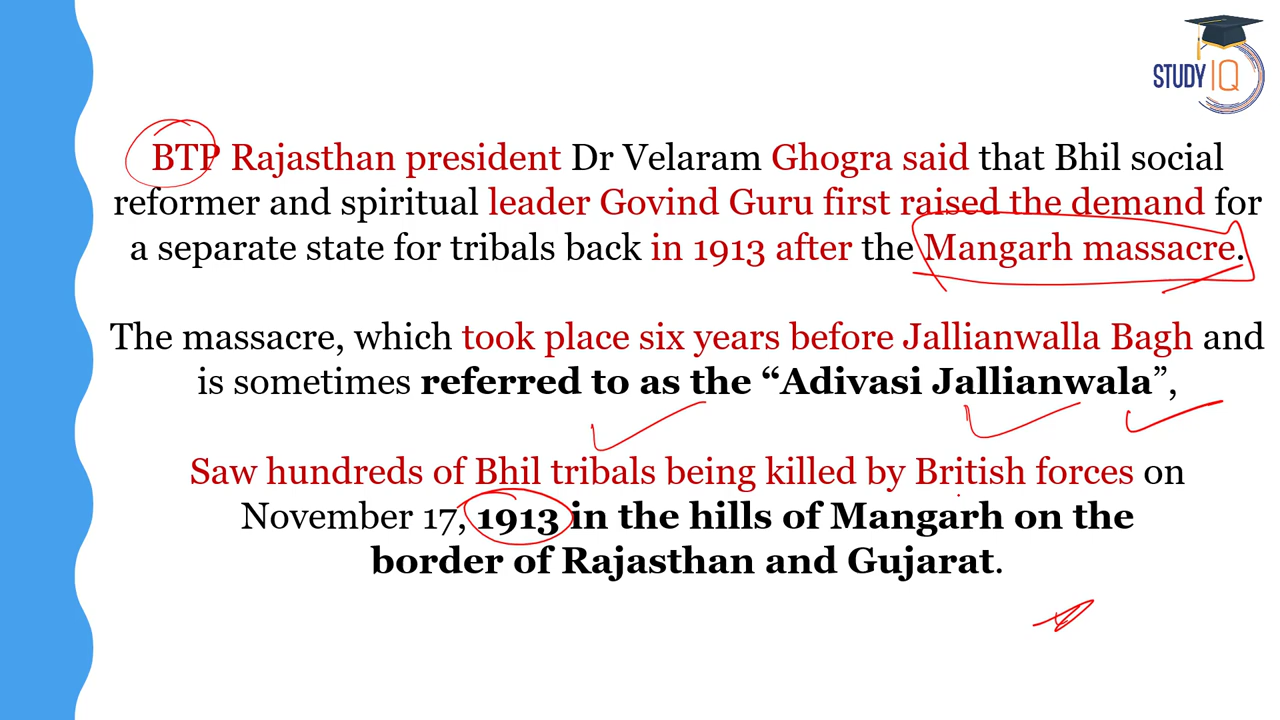 STUDY IQ
BTP Rajasthan president Dr Velaram Ghogra said that Bhil social
reformer and spiritual leader Govind Guru first raised the demand for
a separate state for tribals back in 1913 after the Mangarh massacre.
The massacre, which took place six years before Jallianwalla Bagh and
is sometimes referred to as the “Adivasi Jallianwala”,
Saw hundreds of Bhil tribals being killed by British forces on
November 17, 1913 in the hills of Mangarh on the
border of Rajasthan and Gujarat.